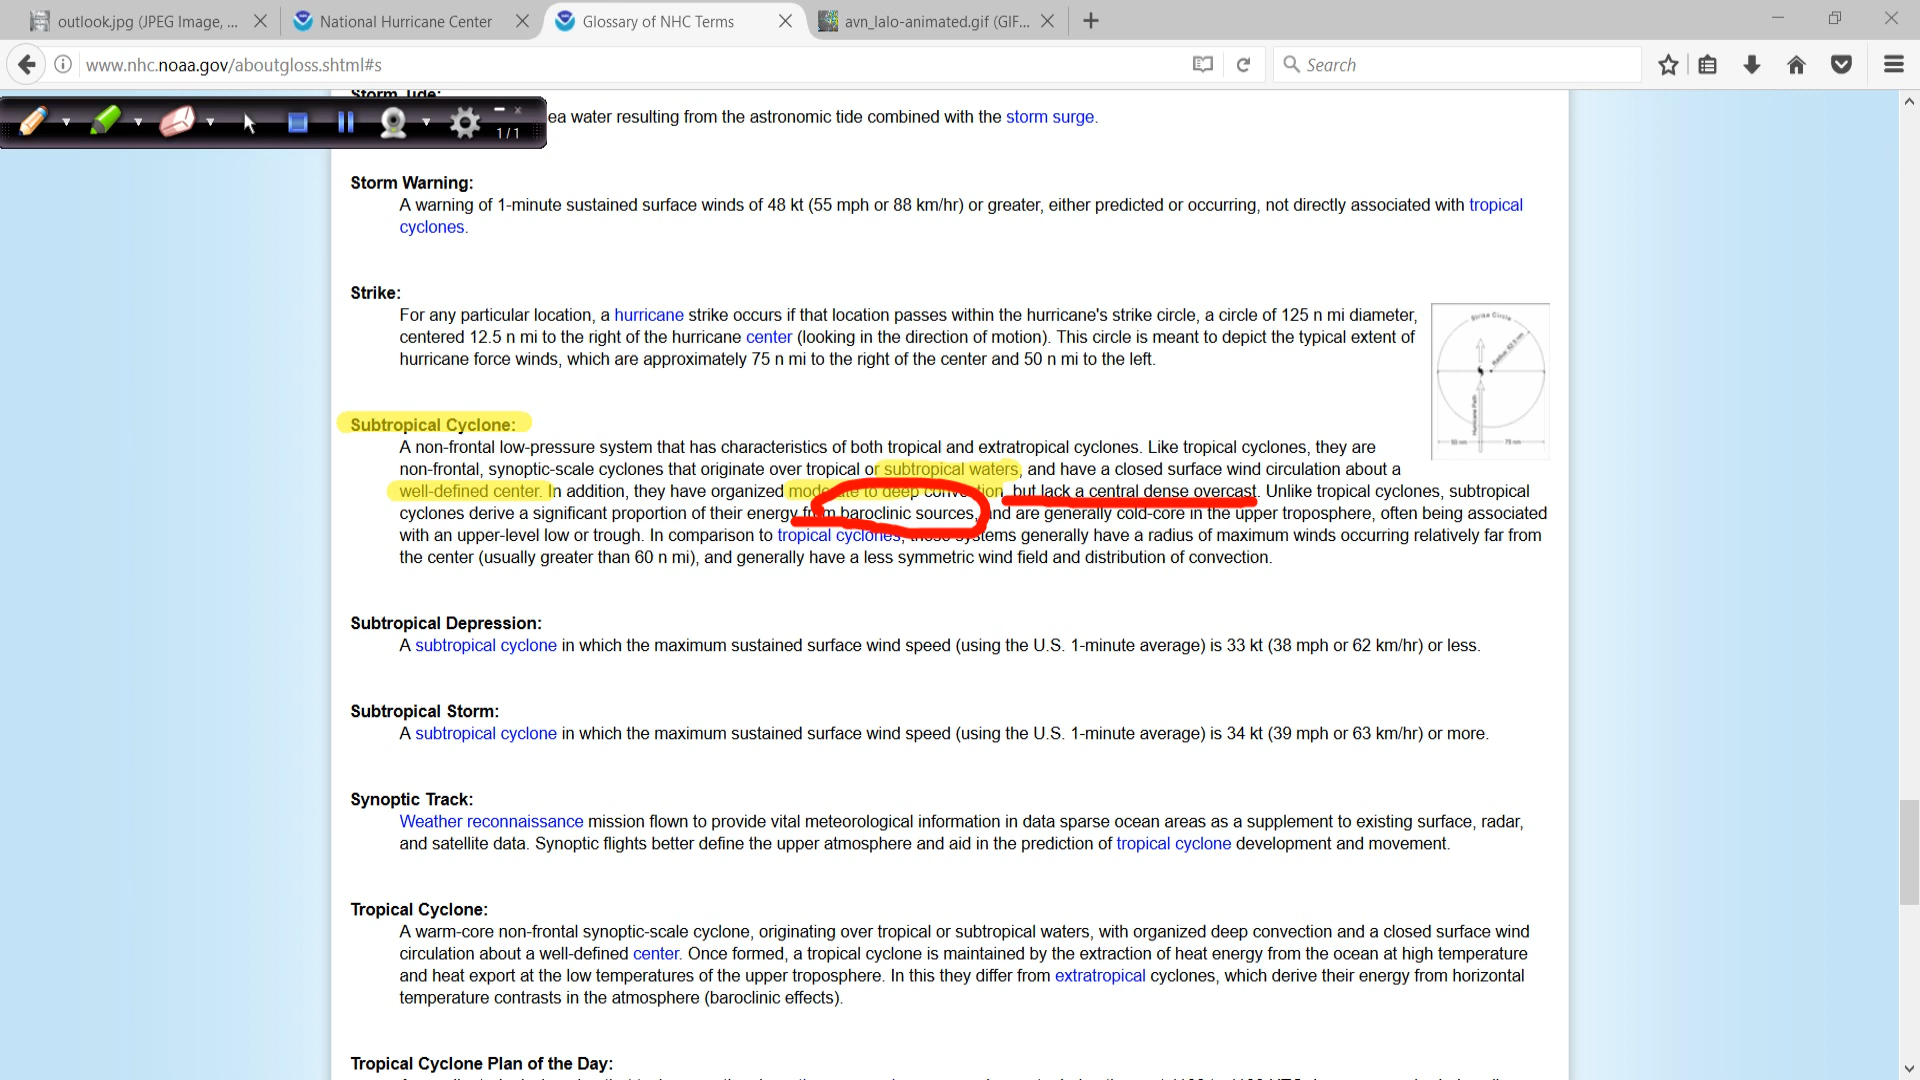 outlook.jpg (JPEG Image, ...
National Hurricane Center
Glossary of NHC Terms
avn_lalo-animated.gif (GIF...
www.nhc.noaa.gov/aboutgloss.shtml#s
Search
1/1
Storm Tide:
ea water resulting from the astronomic tide combined with the storm surge.
Storm Warning:
A warning of 1-minute sustained surface winds of 48 kt (55 mph or 88 km/hr) or greater, either predicted or occurring, not directly associated with tropical
cyclones.
Strike:
For any particular location, a hurricane strike occurs if that location passes within the hurricane's strike circle, a circle of 125 n mi diameter,
centered 12.5 n mi to the right of the hurricane center (looking in the direction of motion). This circle is meant to depict the typical extent of
hurricane force winds, which are approximately 75 n mi to the right of the center and 50 n mi to the left.
Strike Circle
Radius 62.5 nm
Hurricane Path
50 nm
75 nm
Subtropical Cyclone:
A non-frontal low-pressure system that has characteristics of both tropical and extratropical cyclones. Like tropical cyclones, they are
non-frontal, synoptic-scale cyclones that originate over tropical or subtropical waters, and have a closed surface wind circulation about a
well-defined center. In addition, they have organized moderate to deep convection, but lack a central dense overcast. Unlike tropical cyclones, subtropical
cyclones derive a significant proportion of their energy from baroclinic sources, and are generally cold-core in the upper troposphere, often being associated
with an upper-level low or trough. In comparison to tropical cyclones, these systems generally have a radius of maximum winds occurring relatively far from
the center (usually greater than 60 n mi), and generally have a less symmetric wind field and distribution of convection.
Subtropical Depression:
A subtropical cyclone in which the maximum sustained surface wind speed (using the U.S. 1-minute average) is 33 kt (38 mph or 62 km/hr) or less.
Subtropical Storm:
A subtropical cyclone in which the maximum sustained surface wind speed (using the U.S. 1-minute average) is 34 kt (39 mph or 63 km/hr) or more.
Synoptic Track:
Weather reconnaissance mission flown to provide vital meteorological information in data sparse ocean areas as a supplement to existing surface, radar,
and satellite data. Synoptic flights better define the upper atmosphere and aid in the prediction of tropical cyclone development and movement.
Tropical Cyclone:
A warm-core non-frontal synoptic-scale cyclone, originating over tropical or subtropical waters, with organized deep convection and a closed surface wind
circulation about a well-defined center. Once formed, a tropical cyclone is maintained by the extraction of heat energy from the ocean at high temperature
and heat export at the low temperatures of the upper troposphere. In this they differ from extratropical cyclones, which derive their energy from horizontal
temperature contrasts in the atmosphere (baroclinic effects).
Tropical Cyclone Plan of the Day: